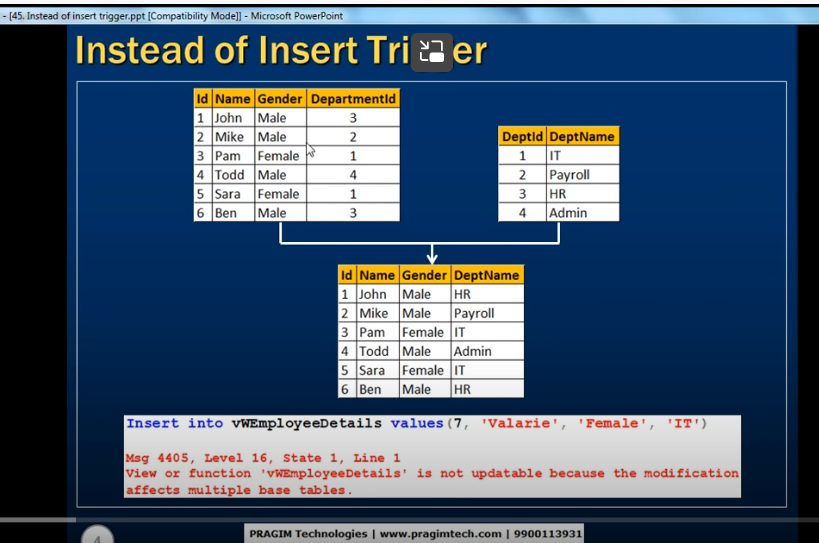 - [45. Instead of insert trigger.ppt [Compatibility Mode]] - Microsoft PowerPoint
Instead of Insert Tri er
Id Name Gender DepartmentId
1 John Male 3
2 Mike Male 2
3 Pam Female 1
4 Todd Male 4
5 Sara Female 1
6 Ben Male 3
DeptId DeptName
1 IT
2 Payroll
3 HR
4 Admin
Id Name Gender DeptName
1 John Male HR
2 Mike Male Payroll
3 Pam Female IT
4 Todd Male Admin
5 Sara Female IT
6 Ben Male HR
Insert into vWEmployeeDetails values(7, 'Valarie', 'Female', 'IT')
Msg 4405, Level 16, State 1, Line 1
View or function 'vWEmployeeDetails' is not updatable because the modification
affects multiple base tables.
4
PRAGIM Technologies | www.pragimtech.com | 9900113931